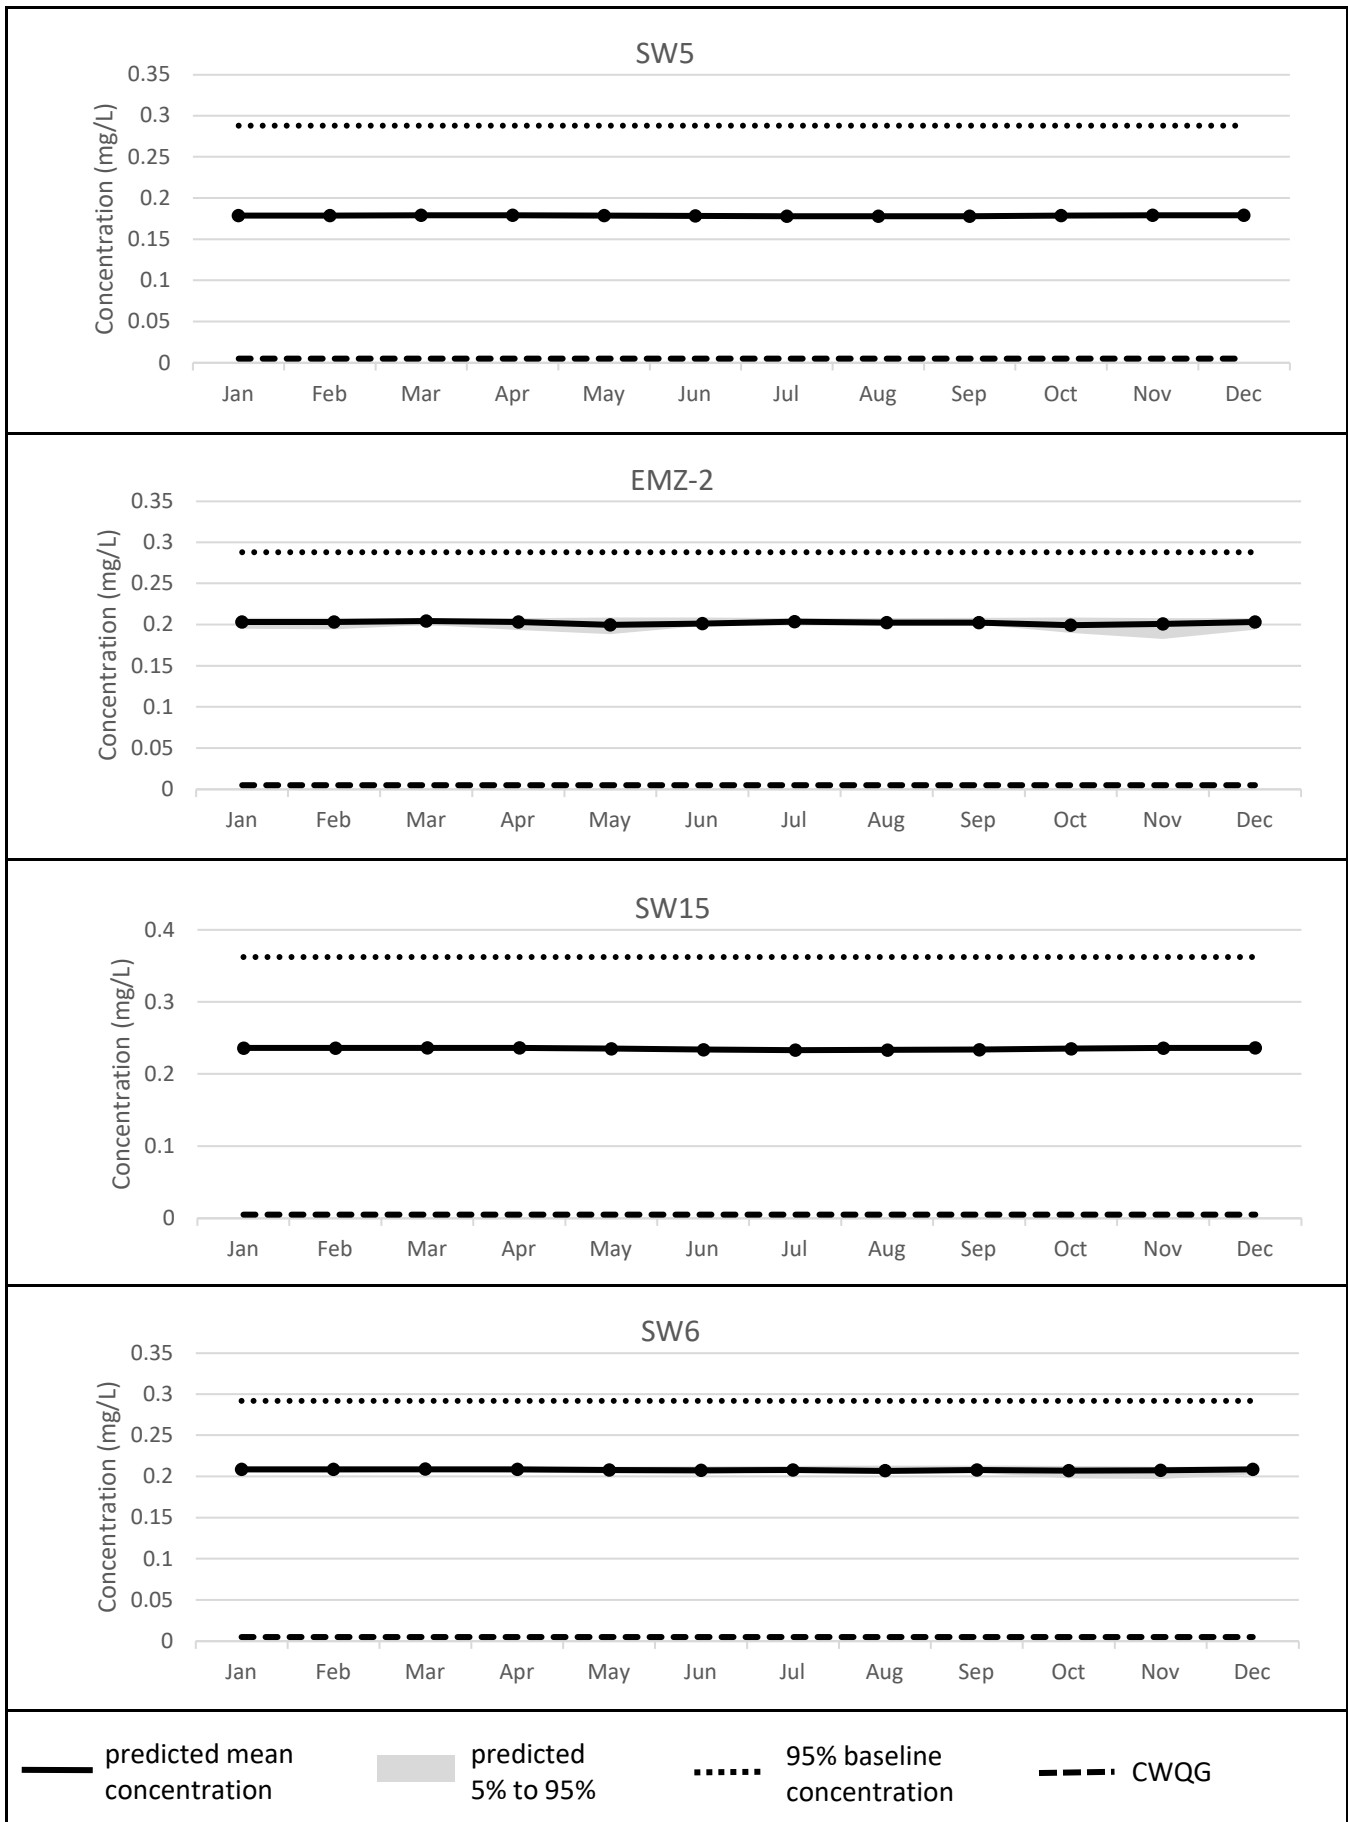 SW5
Concentration (mg/L)
0.35
0.3
0.25
0.2
0.15
0.1
0.05
0
Jan Feb Mar Apr May Jun Jul Aug Sep Oct Nov Dec
EMZ-2
Concentration (mg/L)
0.35
0.3
0.25
0.2
0.15
0.1
0.05
0
Jan Feb Mar Apr May Jun Jul Aug Sep Oct Nov Dec
SW15
Concentration (mg/L)
0.4
0.3
0.2
0.1
0
Jan Feb Mar Apr May Jun Jul Aug Sep Oct Nov Dec
SW6
Concentration (mg/L)
0.35
0.3
0.25
0.2
0.15
0.1
0.05
0
Jan Feb Mar Apr May Jun Jul Aug Sep Oct Nov Dec
predicted mean
concentration
predicted
5% to 95%
95% baseline
concentration
CWQG